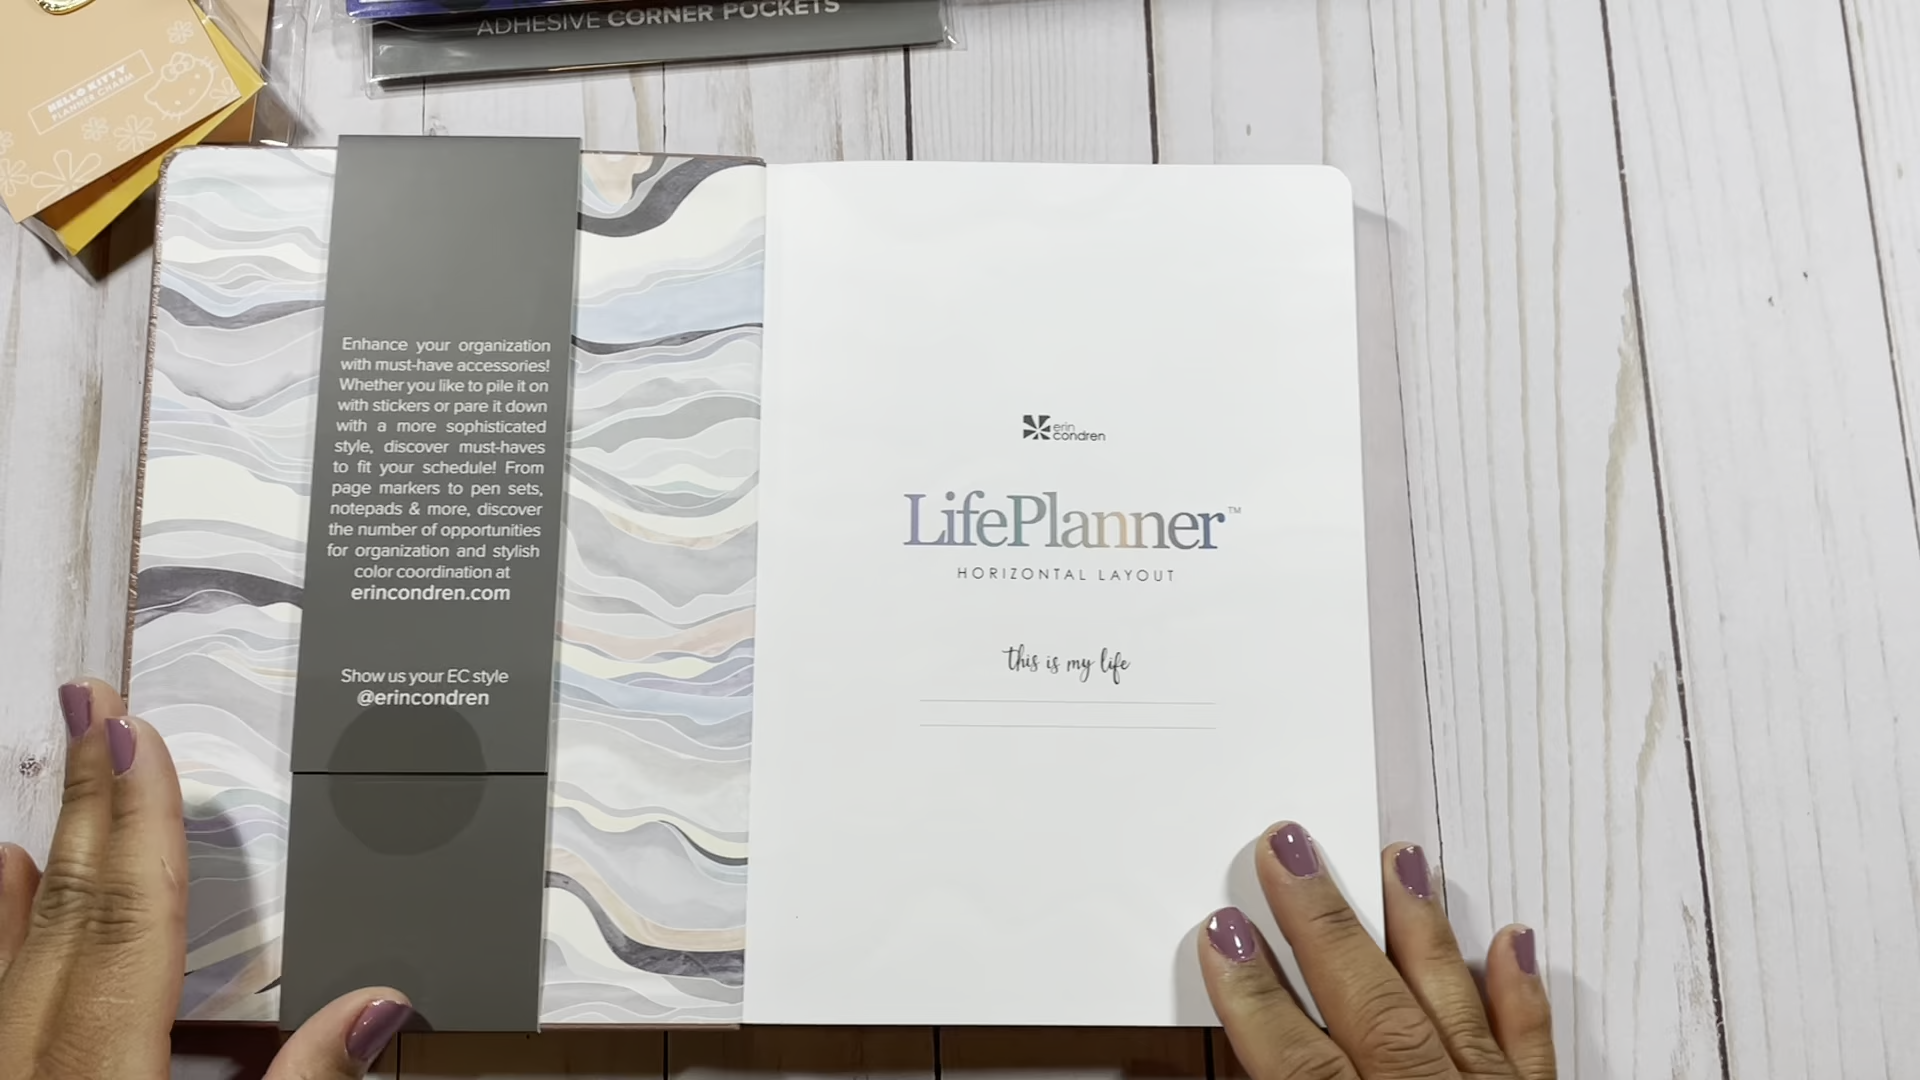 ADHESIVE CORNER POCKETS
HELLO KITTY
PLANNER CHARM
Enhance your organization
with must-have accessories!
Whether you like to pile it on
with stickers or pare it down
with a more sophisticated
style, discover must-haves
to fit your schedule! From
page markers to pen sets,
notepads & more, discover
the number of opportunities
for organization and stylish
color coordination at
erincondren.com
Show us your EC style
@erincondren
erin
condren
LifePlanner™
HORIZONTAL LAYOUT
this is my life